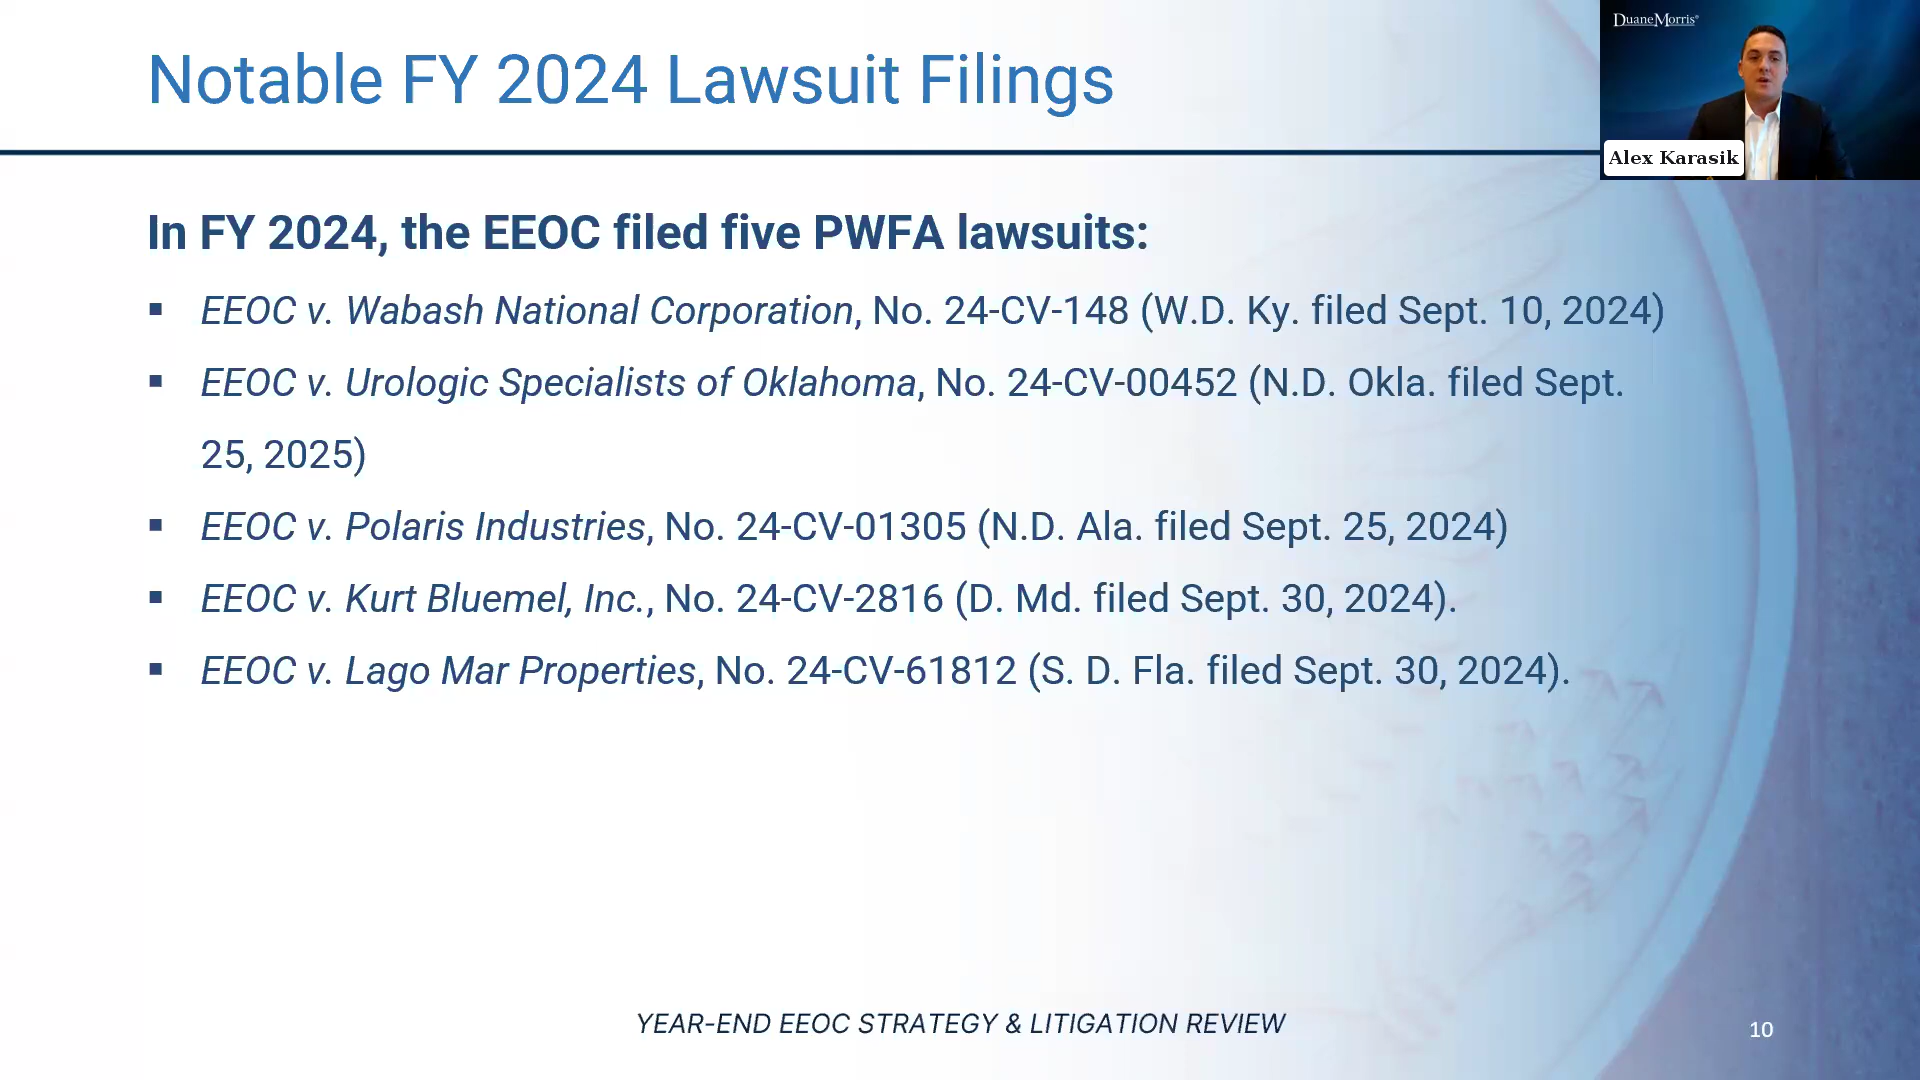 Notable FY 2024 Lawsuit Filings
DuaneMorris®
Alex Karasik
In FY 2024, the EEOC filed five PWFA lawsuits:
▪ EEOC v. Wabash National Corporation, No. 24-CV-148 (W.D. Ky. filed Sept. 10, 2024)
▪ EEOC v. Urologic Specialists of Oklahoma, No. 24-CV-00452 (N.D. Okla. filed Sept.
25, 2025)
▪ EEOC v. Polaris Industries, No. 24-CV-01305 (N.D. Ala. filed Sept. 25, 2024)
▪ EEOC v. Kurt Bluemel, Inc., No. 24-CV-2816 (D. Md. filed Sept. 30, 2024).
▪ EEOC v. Lago Mar Properties, No. 24-CV-61812 (S. D. Fla. filed Sept. 30, 2024).
YEAR-END EEOC STRATEGY & LITIGATION REVIEW
10